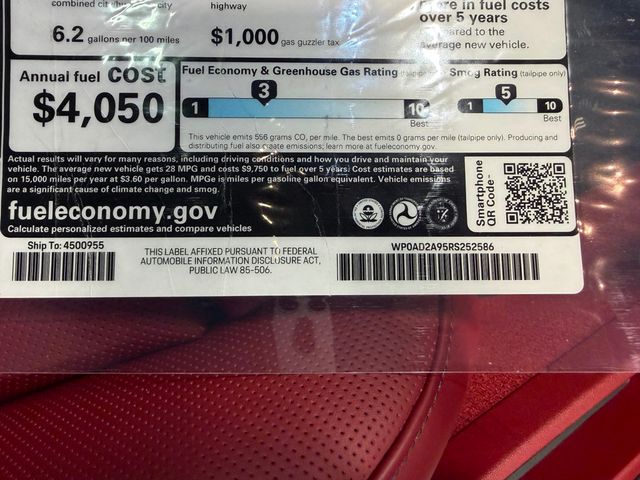 combined city/hwy city highway
6.2 gallons per 100 miles
$1,000 gas guzzler tax
more in fuel costs
over 5 years
compared to the
average new vehicle.
Annual fuel cost
$4,050
Fuel Economy & Greenhouse Gas Rating (tailpipe only)
3
1
10
Best
Smog Rating (tailpipe only)
5
1
10
Best
This vehicle emits 556 grams CO₂ per mile. The best emits 0 grams per mile (tailpipe only). Producing and
distributing fuel also create emissions; learn more at fueleconomy.gov.
Actual results will vary for many reasons, including driving conditions and how you drive and maintain your
vehicle. The average new vehicle gets 28 MPG and costs $9,750 to fuel over 5 years. Cost estimates are based
on 15,000 miles per year at $3.60 per gallon. MPGe is miles per gasoline gallon equivalent. Vehicle emissions
are a significant cause of climate change and smog.
fueleconomy.gov
Calculate personalized estimates and compare vehicles
Smartphone
QR Code™
Ship To: 4500955
THIS LABEL AFFIXED PURSUANT TO FEDERAL
AUTOMOBILE INFORMATION DISCLOSURE ACT,
PUBLIC LAW 85-506.
WP0AD2A95RS252586